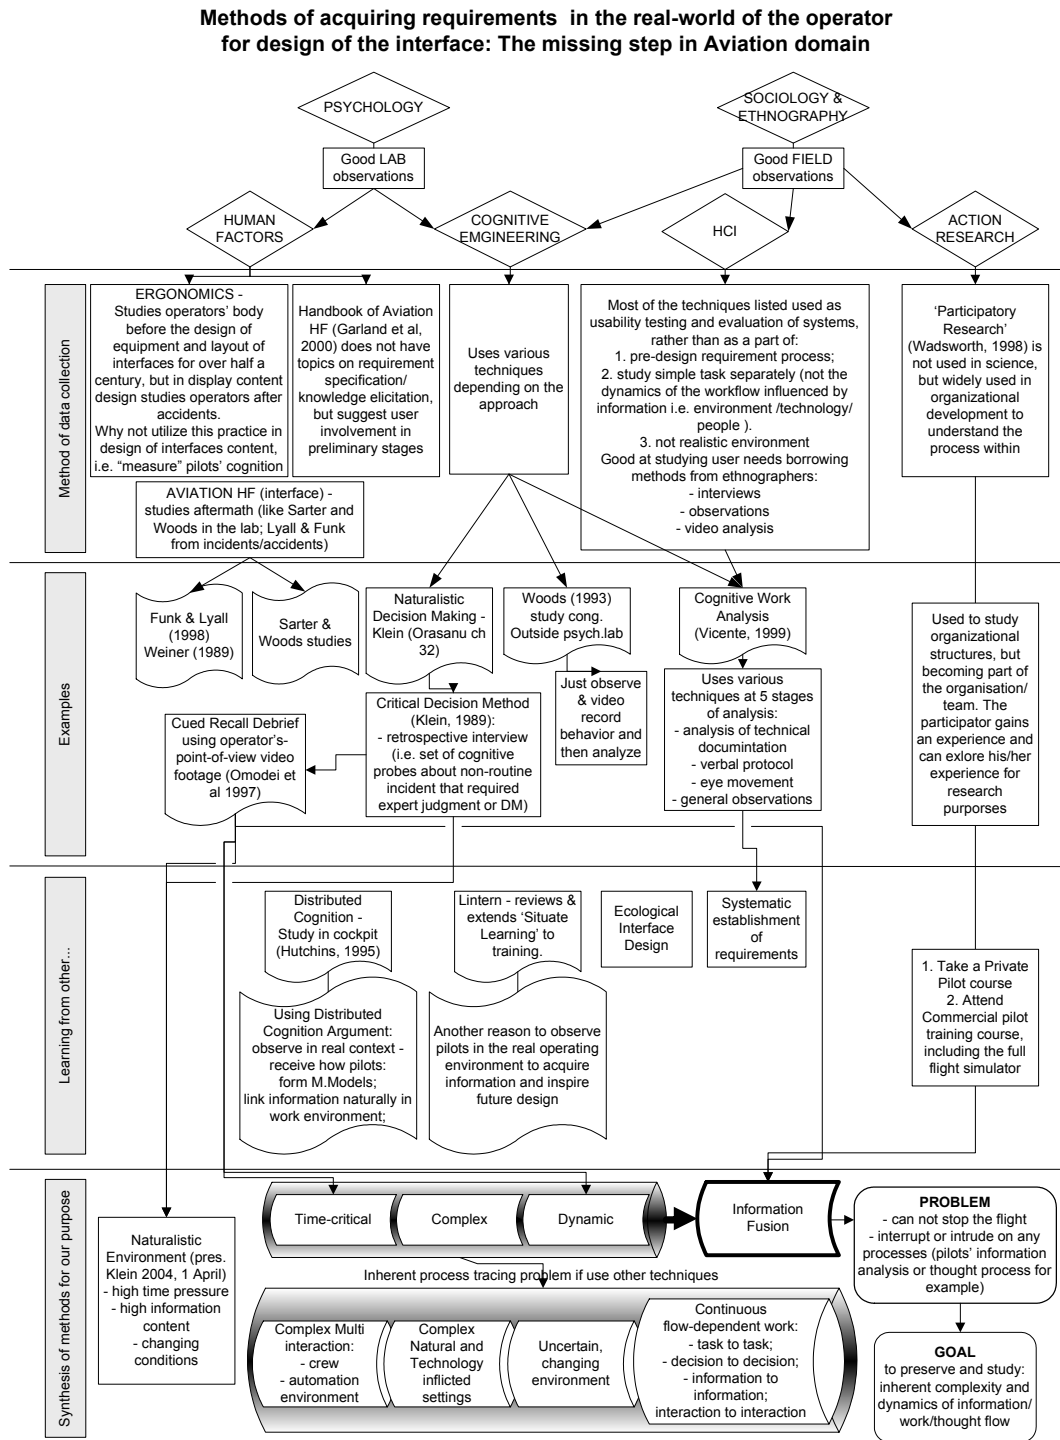 Methods of acquiring requirements in the real-world of the operator
for design of the interface: The missing step in Aviation domain
PSYCHOLOGY
SOCIOLOGY &
ETHNOGRAPHY
Good LAB
observations
Good FIELD
observations
HUMAN
FACTORS
COGNITIVE
EMGINEERING
HCI
ACTION
RESEARCH
Method of data collection
ERGONOMICS -
Studies operators' body
before the design of
equipment and layout of
interfaces for over half a
century, but in display content
design studies operators after
accidents.
Why not utilize this practice in
design of interfaces content,
i.e. “measure” pilots' cognition
Handbook of Aviation
HF (Garland et al,
2000) does not have
topics on requirement
specification/
knowledge elicitation,
but suggest user
involvement in
preliminary stages
Uses various
techniques
depending on the
approach
Most of the techniques listed used as
usability testing and evaluation of systems,
rather than as a part of:
1. pre-design requirement process;
2. study simple task separately (not the
dynamics of the workflow influenced by
information i.e. environment /technology/
people ).
3. not realistic environment
Good at studying user needs borrowing
methods from ethnographers:
- interviews
- observations
- video analysis
‘Participatory
Research’
(Wadsworth, 1998) is
not used in science,
but widely used in
organizational
development to
understand the
process within
AVIATION HF (interface) -
studies aftermath (like Sarter and
Woods in the lab; Lyall & Funk
from incidents/accidents)
Examples
Funk & Lyall
(1998)
Weiner (1989)
Sarter &
Woods studies
Naturalistic
Decision Making -
Klein (Orasanu ch
32)
Woods (1993)
study cong.
Outside psych.lab
Cognitive Work
Analysis
(Vicente, 1999)
Used to study
organizational
structures, but
becoming part of
the organisation/
team. The
participator gains
an experience and
can exlore his/her
experience for
research
purporses
Just observe
& video
record
behavior and
then analyze
Uses various
techniques at 5 stages
of analysis:
- analysis of technical
documintation
- verbal protocol
- eye movement
- general observations
Cued Recall Debrief
using operator's-
point-of-view video
footage (Omodei et
al 1997)
Critical Decision Method
(Klein, 1989):
- retrospective interview
(i.e. set of cognitive
probes about non-routine
incident that required
expert judgment or DM)
Learning from other...
Distributed
Cognition -
Study in cockpit
(Hutchins, 1995)
Lintern - reviews &
extends ‘Situate
Learning’ to
training.
Ecological
Interface
Design
Systematic
establishment
of
requirements
1. Take a Private
Pilot course
2. Attend
Commercial pilot
training course,
including the full
flight simulator
Using Distributed
Cognition Argument:
observe in real context -
receive how pilots:
form M.Models;
link information naturally in
work environment;
Another reason to observe
pilots in the real operating
environment to acquire
information and inspire
future design
Synthesis of methods for our purpose
Naturalistic
Environment (pres.
Klein 2004, 1 April)
- high time pressure
- high information
content
- changing
conditions
Time-critical
Complex
Dynamic
Information
Fusion
PROBLEM
- can not stop the flight
- interrupt or intrude on any
processes (pilots' information
analysis or thought process for
example)
Inherent process tracing problem if use other techniques
Complex Multi
interaction:
- crew
- automation
environment
Complex
Natural and
Technology
inflicted
settings
Uncertain,
changing
environment
Continuous
flow-dependent work:
- task to task;
- decision to decision;
- information to
information;
interaction to interaction
GOAL
to preserve and study:
inherent complexity and
dynamics of information/
work/thought flow